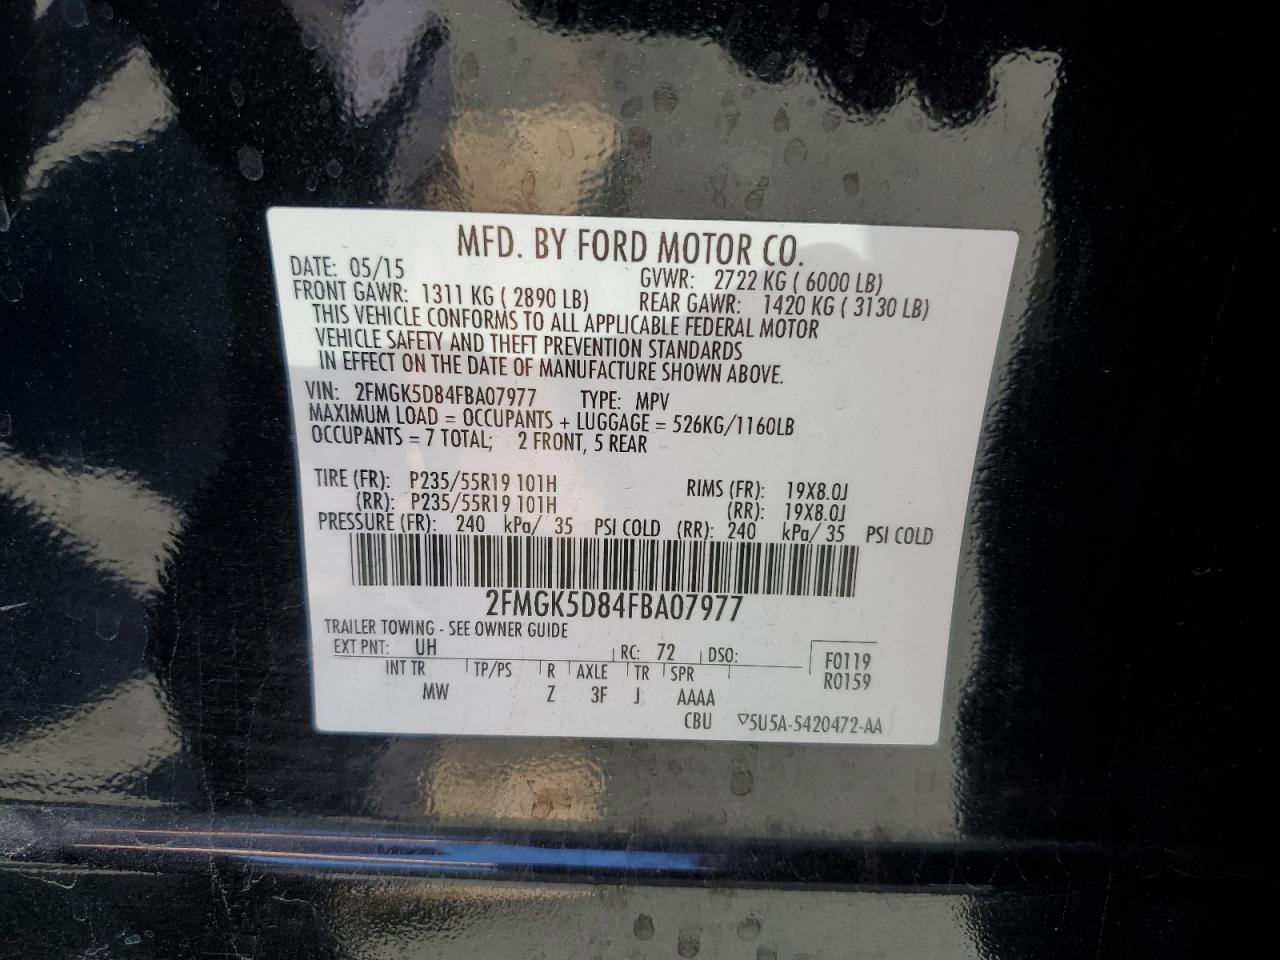 MFD. BY FORD MOTOR CO.
DATE: 05/15 GVWR: 2722 KG ( 6000 LB)
FRONT GAWR: 1311 KG ( 2890 LB) REAR GAWR: 1420 KG ( 3130 LB)
THIS VEHICLE CONFORMS TO ALL APPLICABLE FEDERAL MOTOR
VEHICLE SAFETY AND THEFT PREVENTION STANDARDS
IN EFFECT ON THE DATE OF MANUFACTURE SHOWN ABOVE.
VIN: 2FMGK5D84FBA07977 TYPE: MPV
MAXIMUM LOAD = OCCUPANTS + LUGGAGE = 526KG/1160LB
OCCUPANTS = 7 TOTAL; 2 FRONT, 5 REAR
TIRE (FR): P235/55R19 101H RIMS (FR): 19X8.0J
(RR): P235/55R19 101H (RR): 19X8.0J
PRESSURE (FR): 240 kPa/ 35 PSI COLD (RR): 240 kPa/ 35 PSI COLD
2FMGK5D84FBA07977
TRAILER TOWING - SEE OWNER GUIDE
EXT PNT: UH RC: 72 DSO: F0119
INT TR TP/PS R AXLE TR SPR R0159
MW Z 3F J AAAA
CBU ▽5U5A-5420472-AA